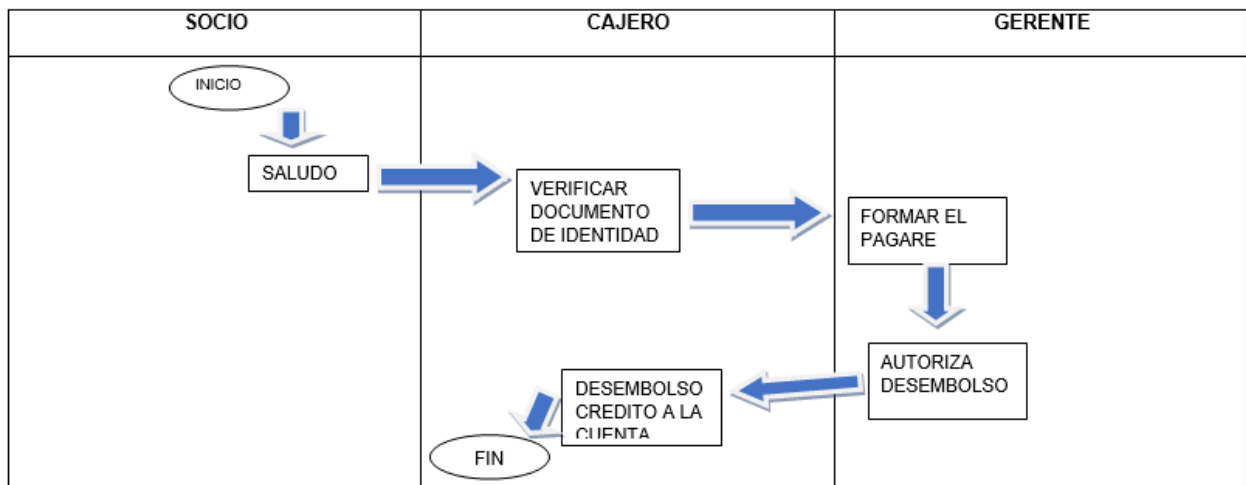 SOCIO
CAJERO
GERENTE
INICIO
SALUDO
VERIFICAR
DOCUMENTO
DE IDENTIDAD
FORMAR EL
PAGARE
AUTORIZA
DESEMBOLSO
DESEMBOLSO
CREDITO A LA
CUENTA
FIN